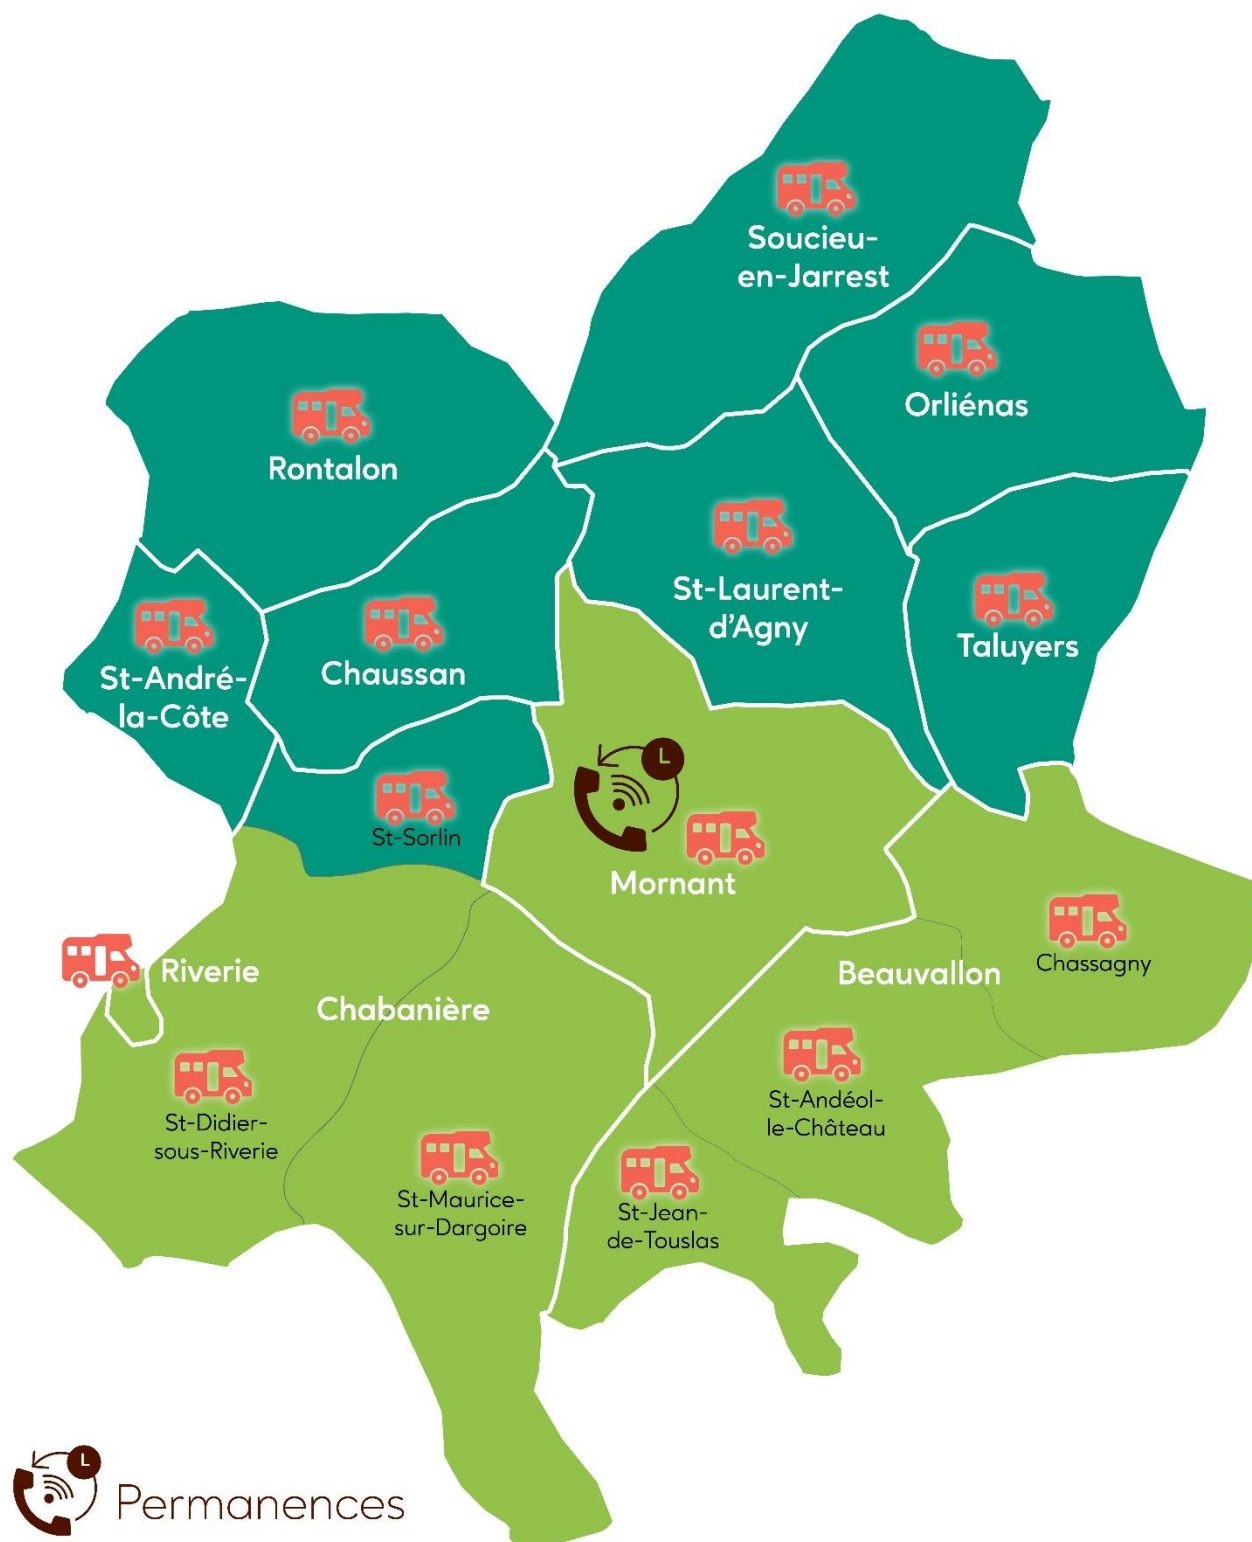 Soucieu-
en-Jarrest
Orliénas
Rontalon
St-Laurent-
d'Agny
Taluyers
St-André-
la-Côte
Chaussan
St-Sorlin
Mornant
Riverie
Chabanière
Beauvallon
Chassagny
St-Didier-
sous-Riverie
St-Andéol-
le-Château
St-Maurice-
sur-Dargoire
St-Jean-
de-Touslas
Permanences